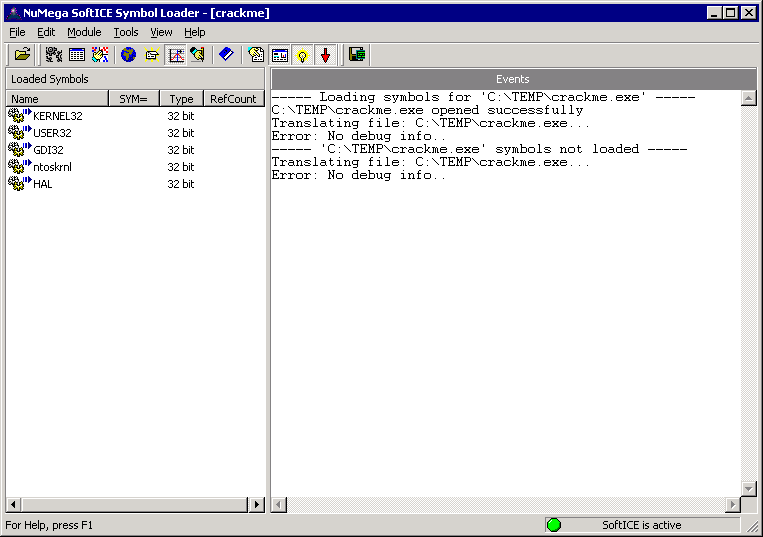 NuMega SoftICE Symbol Loader - [crackme]
File Edit Module Tools View Help
Loaded Symbols
Name SYM= Type RefCount
KERNEL32 32 bit
USER32 32 bit
GDI32 32 bit
ntoskrnl 32 bit
HAL 32 bit
Events
----- Loading symbols for 'C:\TEMP\crackme.exe' -----
C:\TEMP\crackme.exe opened successfully
Translating file: C:\TEMP\crackme.exe...
Error: No debug info..
----- 'C:\TEMP\crackme.exe' symbols not loaded -----
Translating file: C:\TEMP\crackme.exe...
Error: No debug info..
For Help, press F1
SoftICE is active